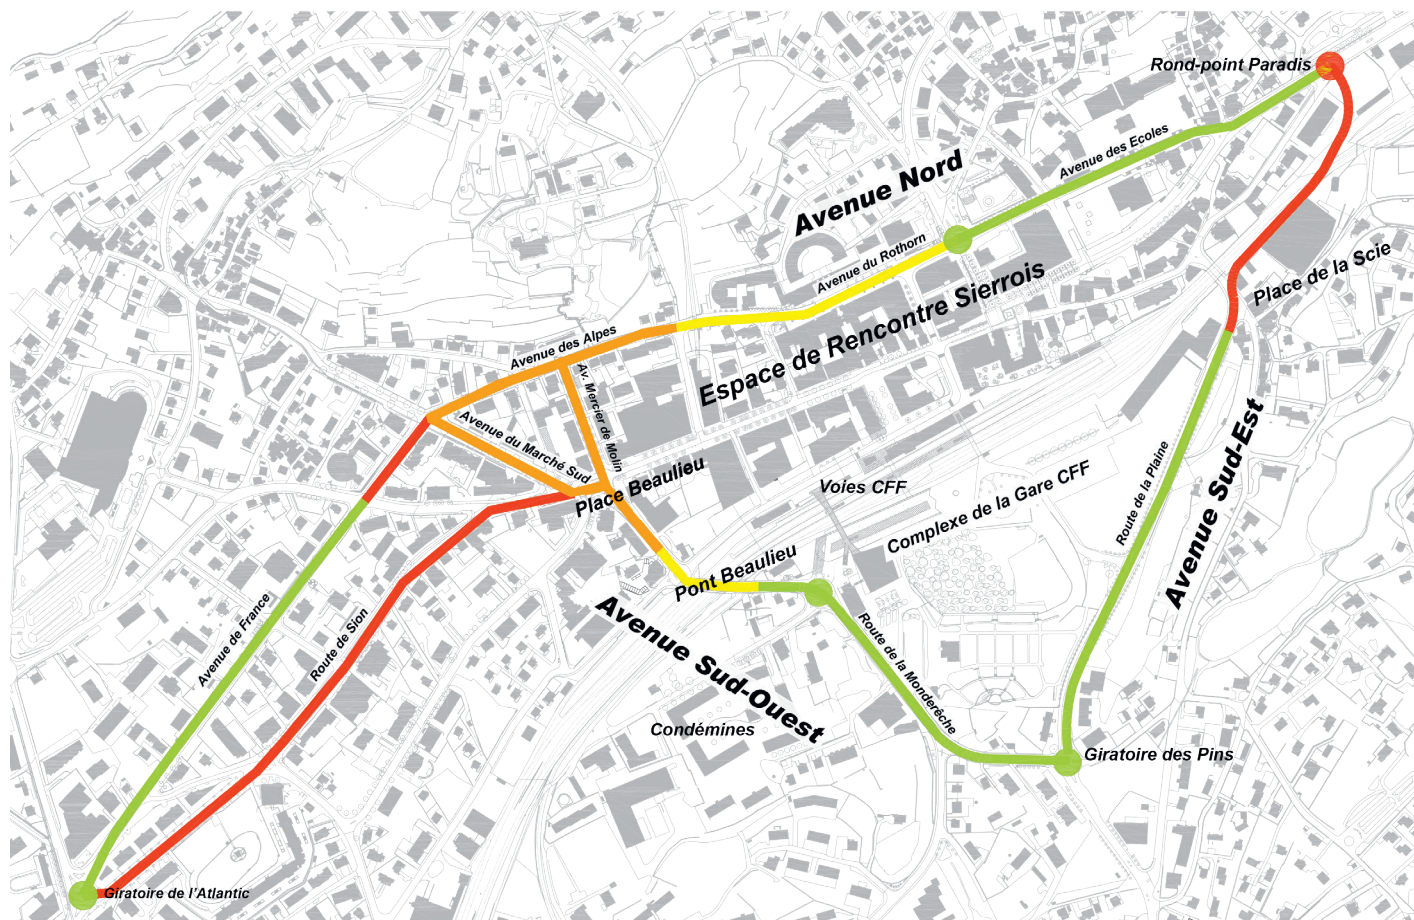 Rond-point Paradis
Avenue des Ecoles
Avenue Nord
Avenue du Rothorn
Espace de Rencontre Sierrois
Place de la Scie
Avenue des Alpes
Av. Mercier de Molin
Avenue du Marché Sud
Place Beaulieu
Voies CFF
Complexe de la Gare CFF
Route de la Plaine
Avenue Sud-Est
Pont Beaulieu
Avenue Sud-Ouest
Avenue de France
Route de Sion
Route de la Monderêche
Condémines
Giratoire des Pins
Giratoire de l'Atlantic